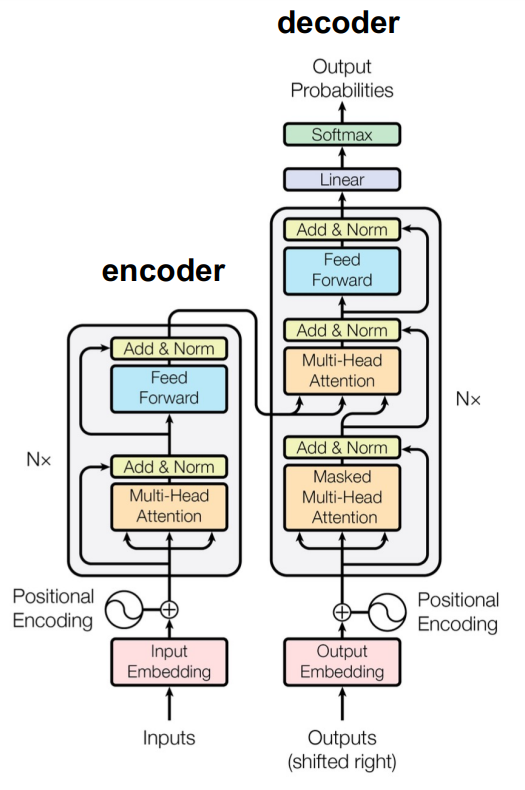 decoder
Output
Probabilities
Softmax
Linear
Add & Norm
Feed
Forward
Add & Norm
Multi-Head
Attention
Nx
Add & Norm
Masked
Multi-Head
Attention
Positional
Encoding
Output
Embedding
Outputs
(shifted right)
encoder
Add & Norm
Feed
Forward
Nx
Add & Norm
Multi-Head
Attention
Positional
Encoding
Input
Embedding
Inputs